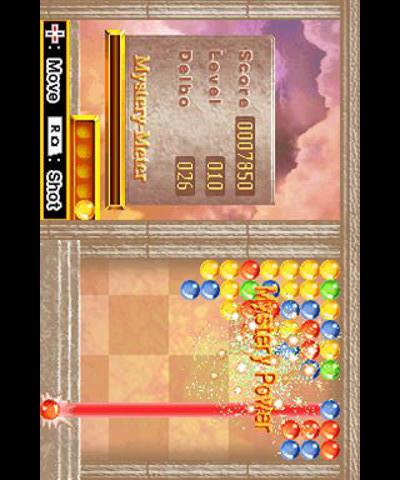 Score 0007850
Level 010
Delbo 026
Mystery-Meter
✜: Move R: Shot
Mystery Power